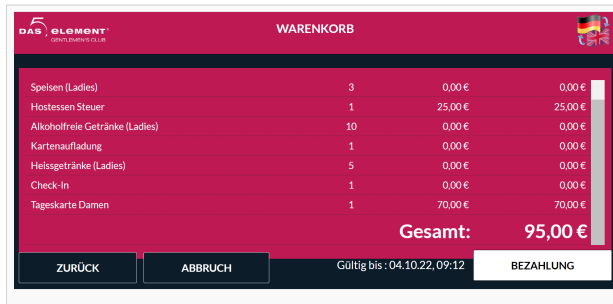 DAS 5. ELEMENT
GENTLEMEN'S CLUB
WARENKORB
Speisen (Ladies) 3 0,00 € 0,00 €
Hostessen Steuer 1 25,00 € 25,00 €
Alkoholfreie Getränke (Ladies) 10 0,00 € 0,00 €
Kartenaufladung 1 0,00 € 0,00 €
Heissgetränke (Ladies) 5 0,00 € 0,00 €
Check-In 1 0,00 € 0,00 €
Tageskarte Damen 1 70,00 € 70,00 €
Gesamt: 95,00 €
ZURÜCK ABBRUCH Gültig bis : 04.10.22, 09:12 BEZAHLUNG